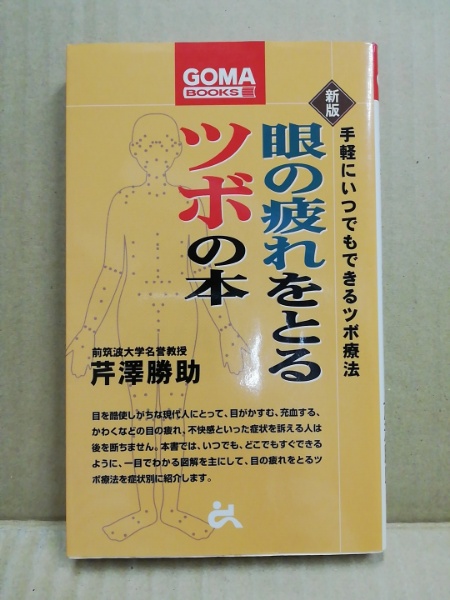 GOMA
BOOKS
新版
手軽にいつでもできるツボ療法
眼の疲れをとる
ツボの本
前筑波大学名誉教授
芹澤勝助
目を酷使しがちな現代人にとって、目がかすむ、充血する、
かわくなどの目の疲れ，不快感といった症状を訴える人は
後を断ちません。本書では、いつでも、どこでもすぐできる
ように、一目でわかる図解を主にして、目の疲れをとるツ
ボ療法を症状別に紹介します。